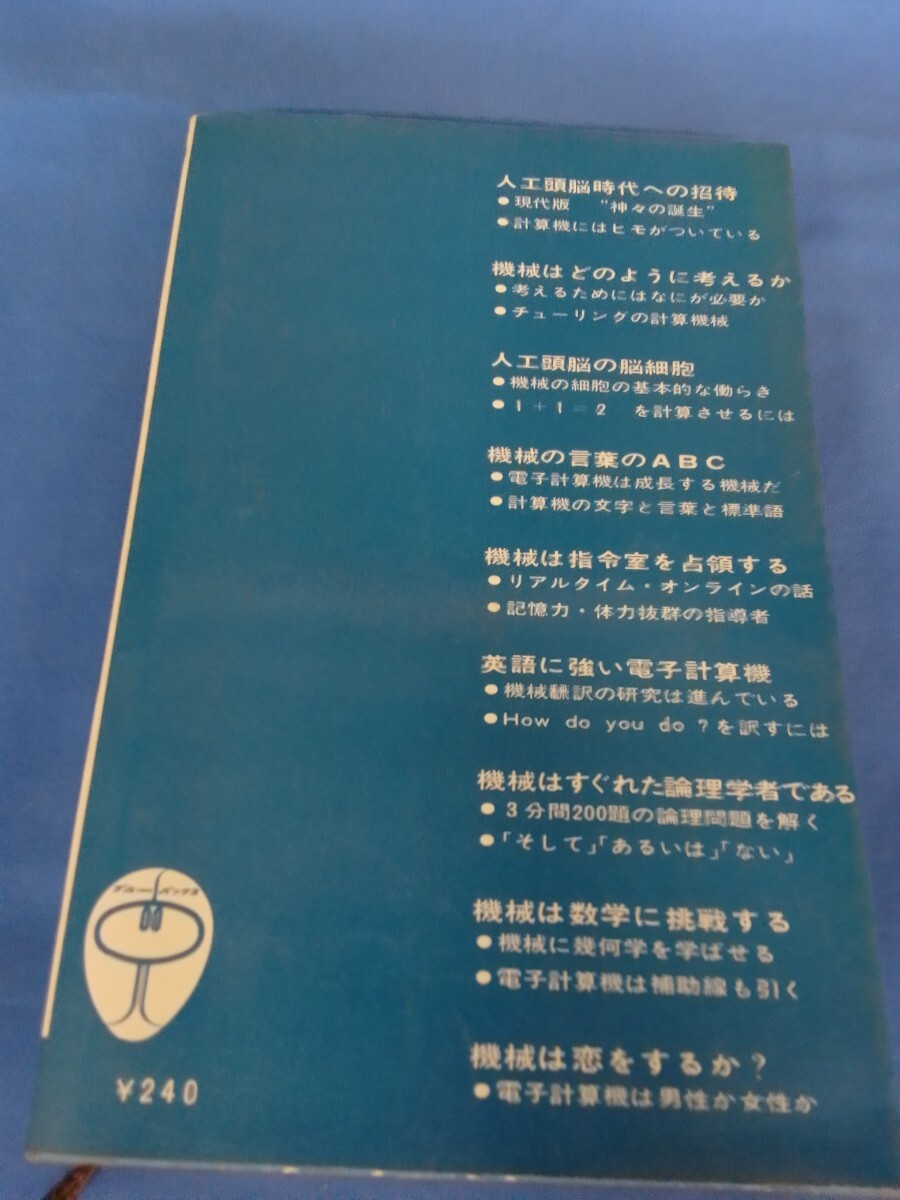 人工頭脳時代への招待
●現代版 “神々の誕生”
●計算機にはヒモがついている
機械はどのように考えるか
●考えるためにはなにが必要か
●チューリングの計算機械
人工頭脳の脳細胞
●機械の細胞の基本的な働らき
●1+1=2 を計算させるには
機械の言葉のABC
●電子計算機は成長する機械だ
●計算機の文字と言葉と標準語
機械は指令室を占領する
●リアルタイム・オンラインの話
●記憶力・体力抜群の指導者
英語に強い電子計算機
●機械翻訳の研究は進んでいる
●How do you do ? を訳すには
機械はすぐれた論理学者である
●3分間200題の論理問題を解く
●「そして」「あるいは」「ない」
機械は数学に挑戦する
●機械に幾何学を学ばせる
●電子計算機は補助線も引く
機械は恋をするか?
●電子計算機は男性か女性か
ブルーバックス
¥240